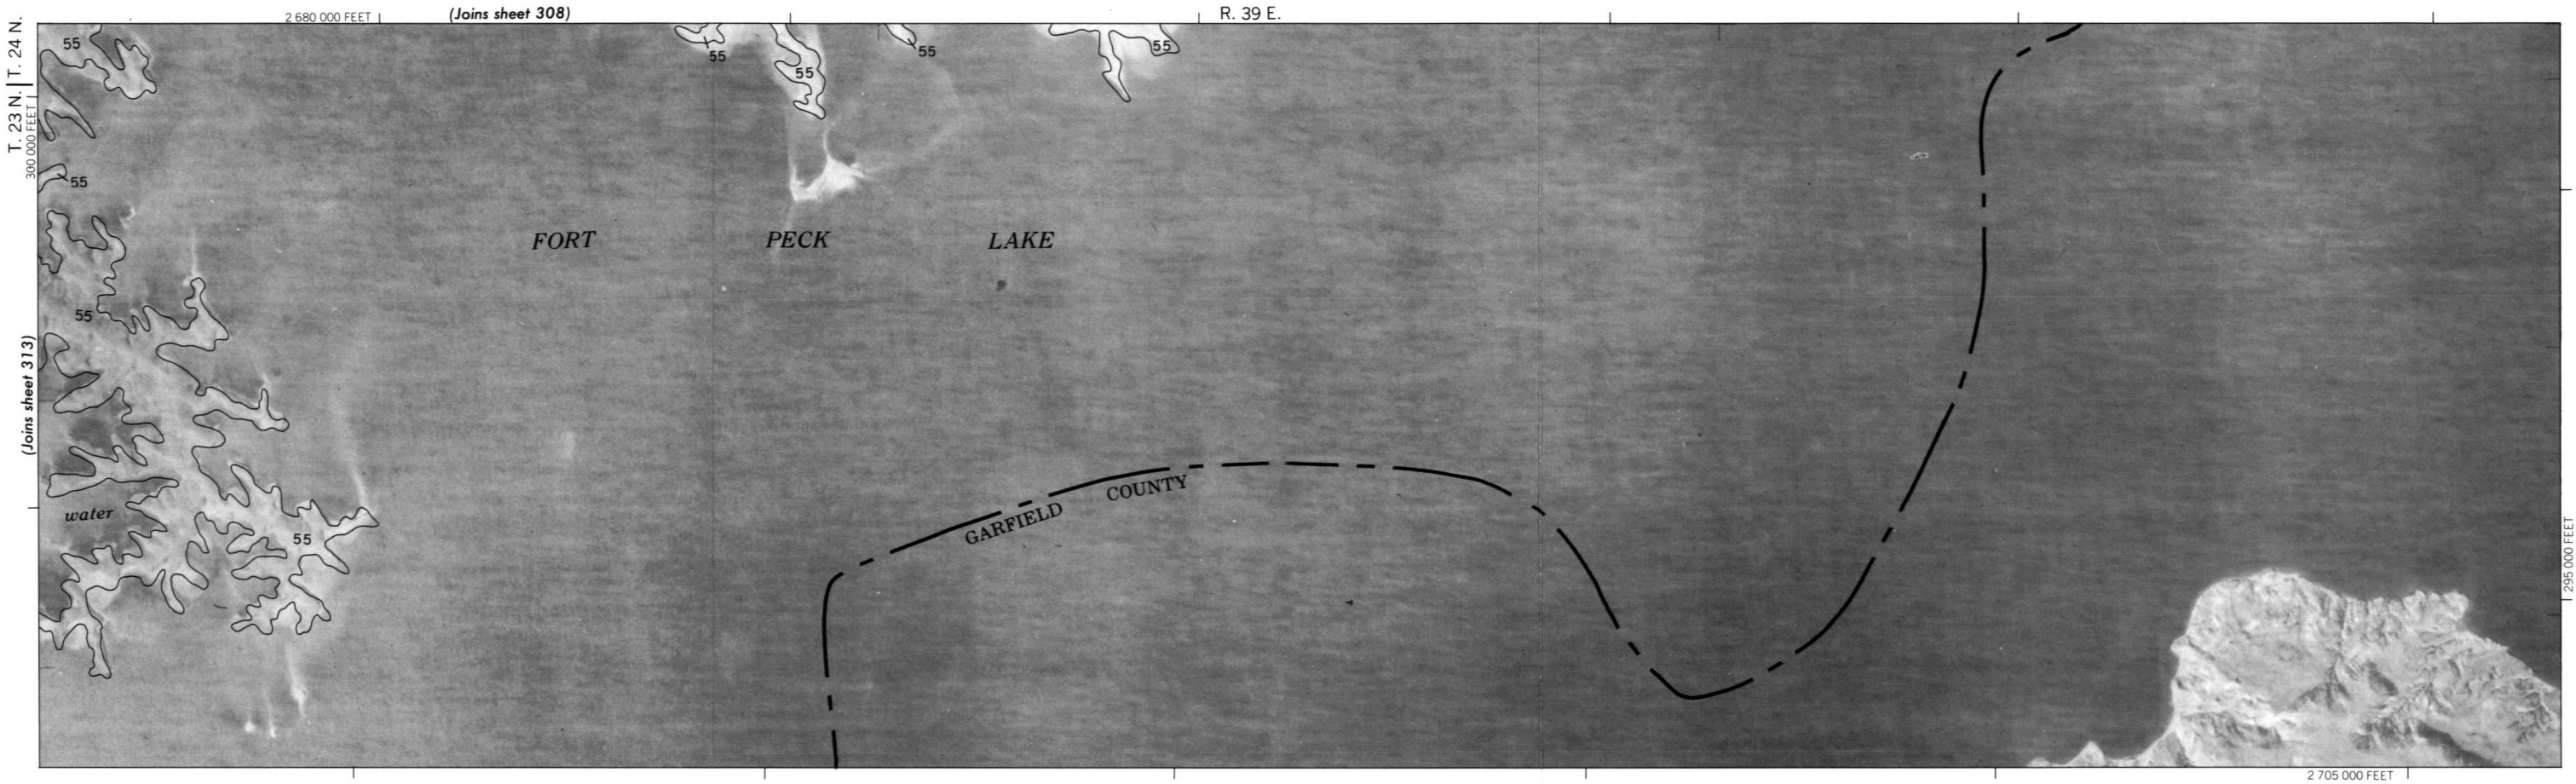 2 680 000 FEET
(Joins sheet 308)
R. 39 E.
T. 23 N. | T. 24 N.
300 000 FEET
55
55
55
55
55
55
FORT PECK LAKE
55
(Joins sheet 313)
GARFIELD COUNTY
water
55
295 000 FEET
2 705 000 FEET